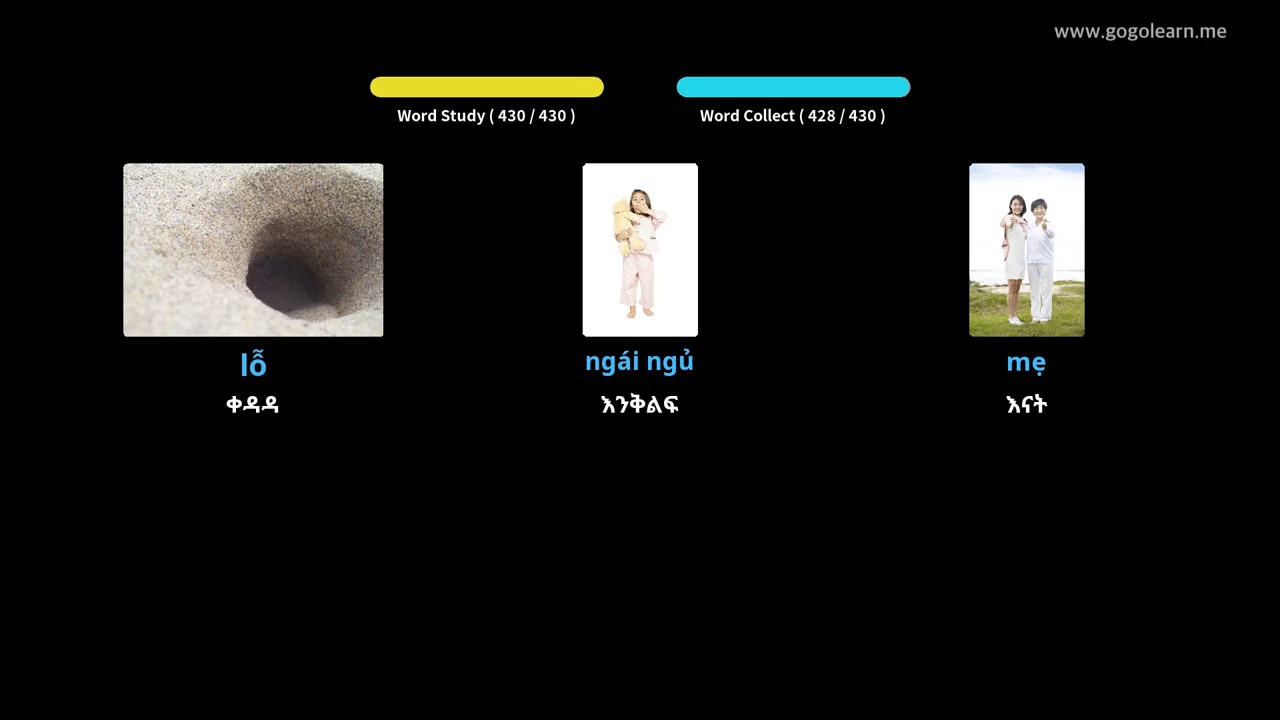 www.gogolearn.me
Word Study ( 430 / 430 )
Word Collect ( 428 / 430 )
lỗ
ngái ngủ
mẹ
ቀዳዳ
እንቅልፍ
እናት